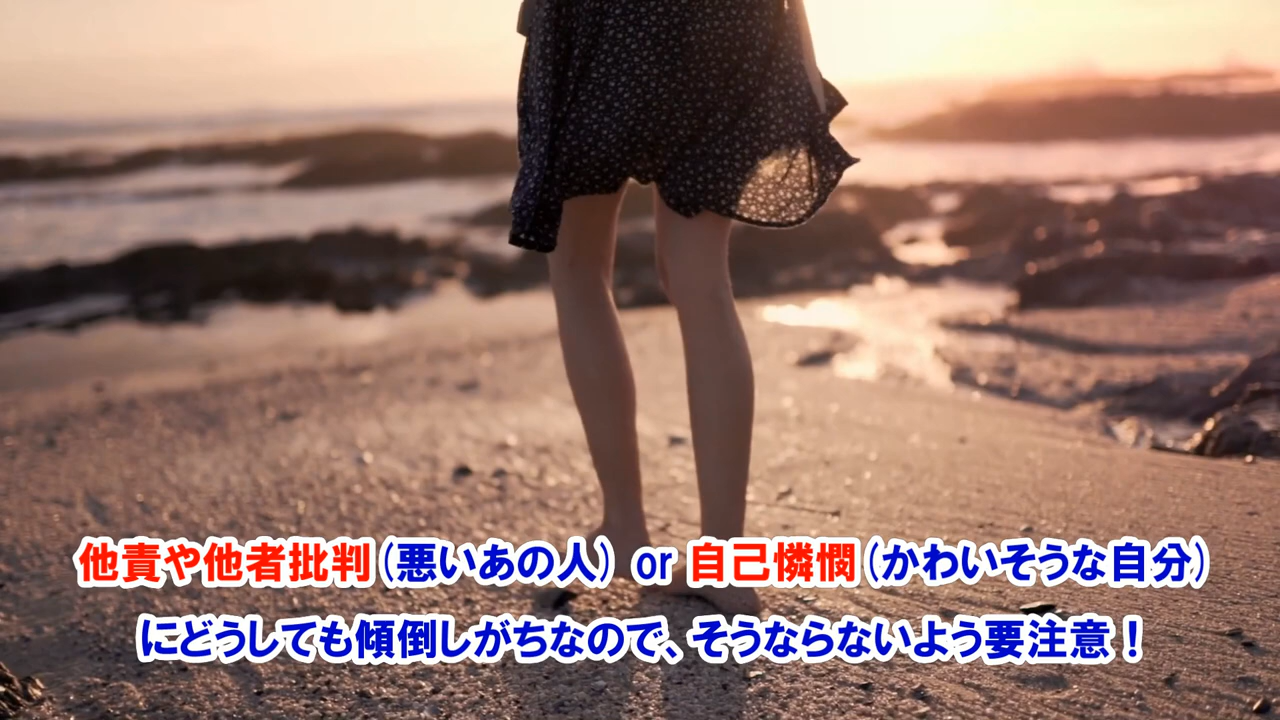 他責や他者批判(悪いあの人) or 自己憐憫(かわいそうな自分)
にどうしても傾倒しがちなので、そうならないよう要注意！